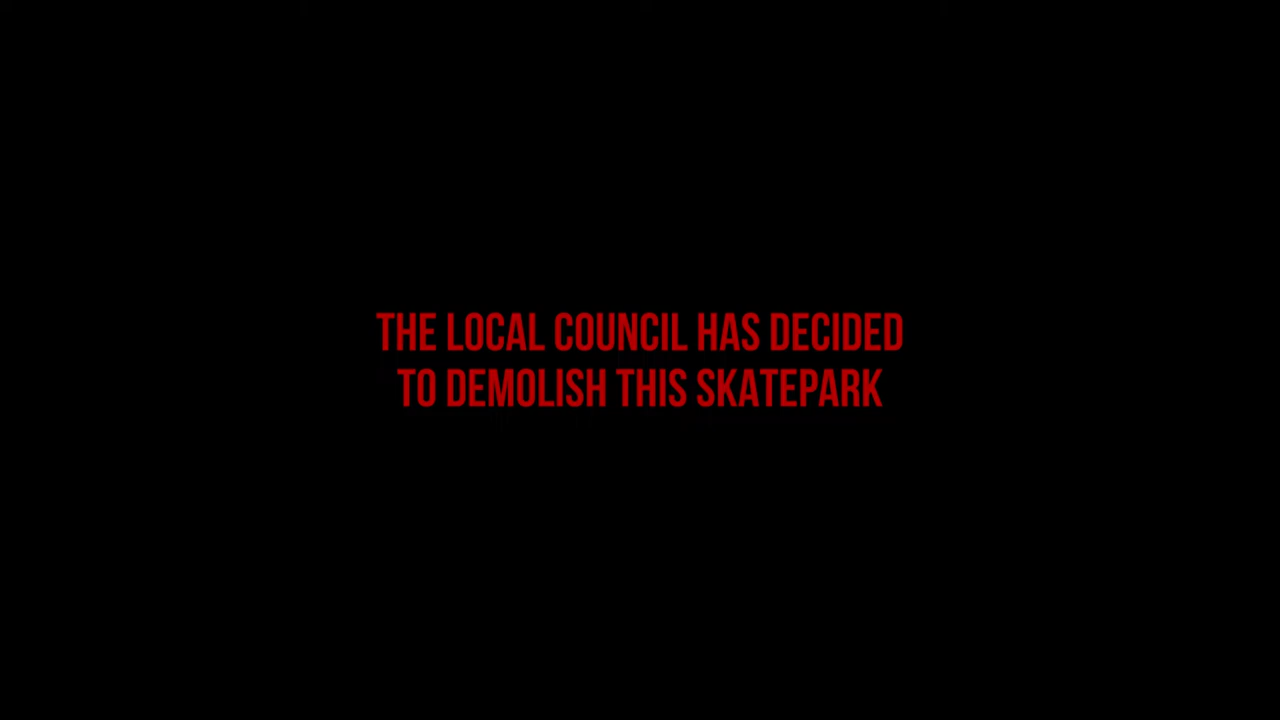 THE LOCAL COUNCIL HAS DECIDED
TO DEMOLISH THIS SKATEPARK